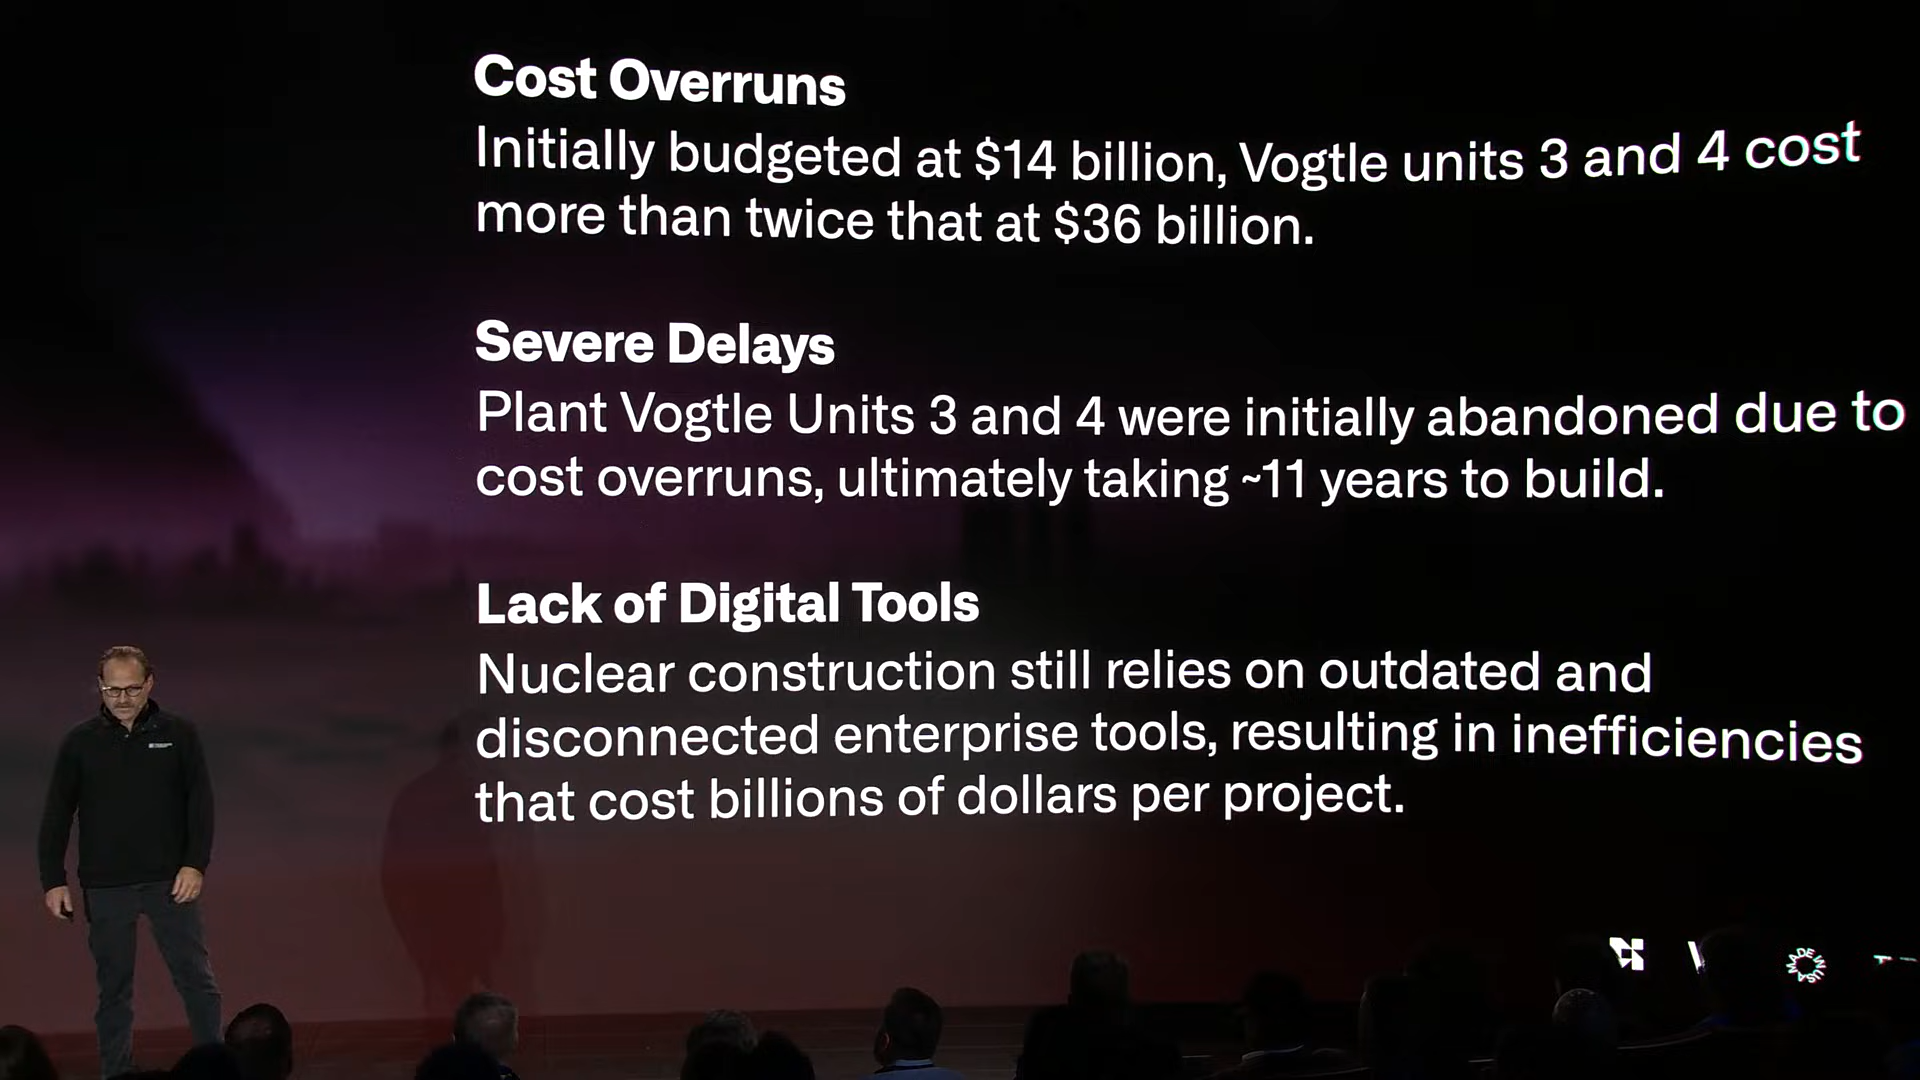 Cost Overruns
Initially budgeted at $14 billion, Vogtle units 3 and 4 cost
more than twice that at $36 billion.
Severe Delays
Plant Vogtle Units 3 and 4 were initially abandoned due to
cost overruns, ultimately taking ~11 years to build.
Lack of Digital Tools
Nuclear construction still relies on outdated and
disconnected enterprise tools, resulting in inefficiencies
that cost billions of dollars per project.
MADE IN USA